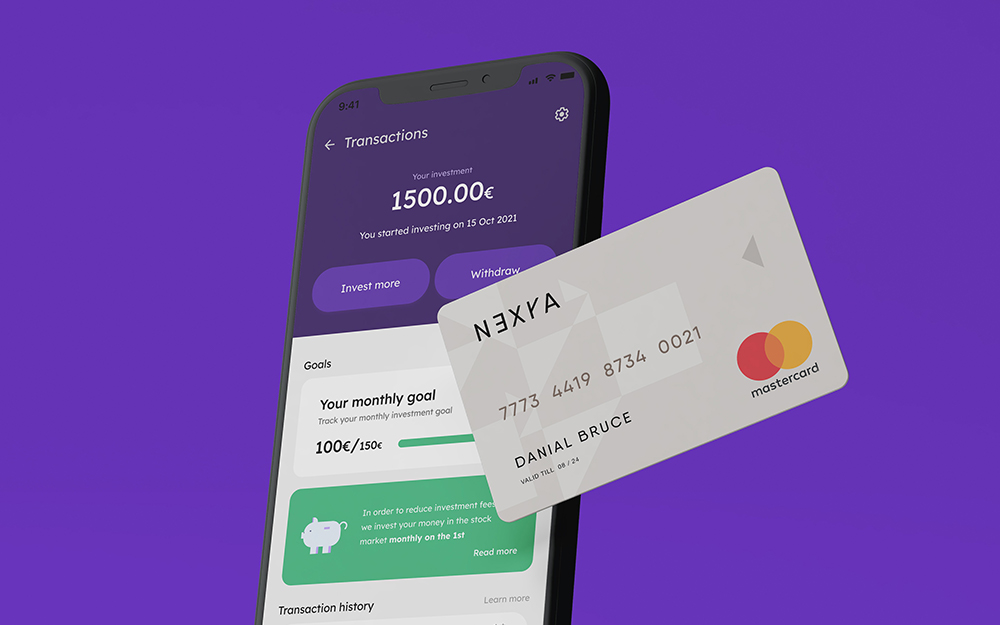 9:41
Transactions
Your investment
1500.00€
You started investing on 15 Oct 2021
Invest more
Withdraw
Goals
Your monthly goal
Track your monthly investment goal
100€/150€
In order to reduce investment fees
we invest your money in the stock
market monthly on the 1st
Read more
Transaction history
Learn more
NEXYA
7773 4419 8734 0021
DANIAL BRUCE
VALID TILL 08 / 24
mastercard